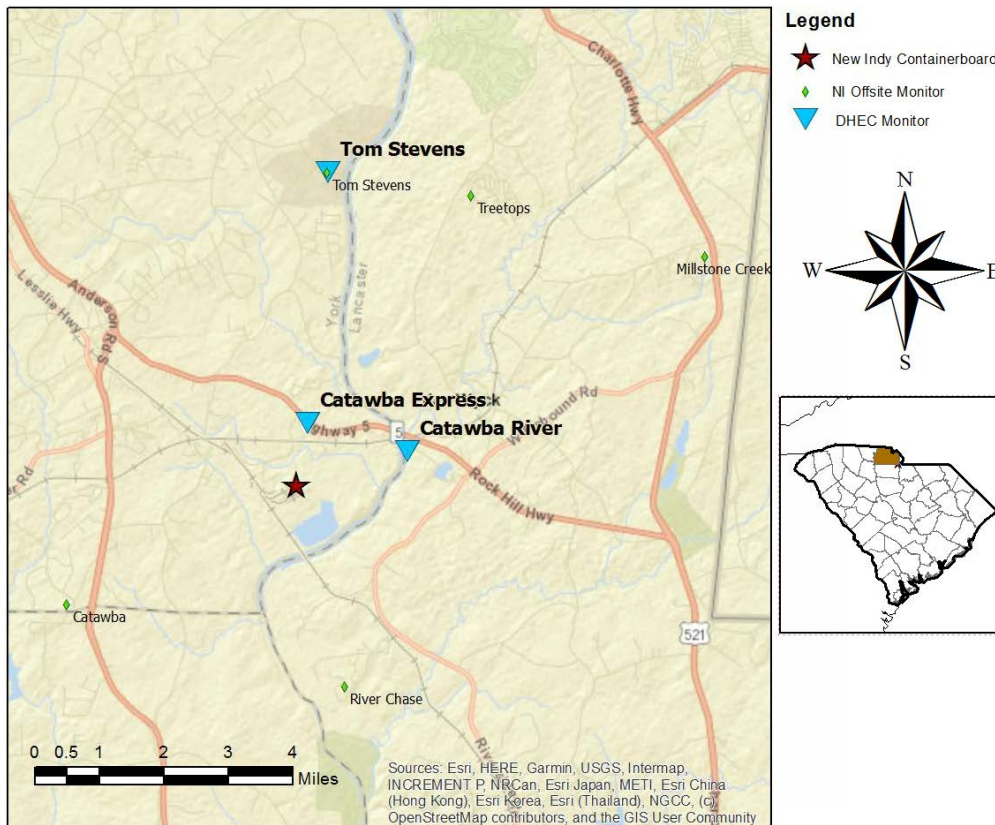 Legend
New Indy Containerboard
NI Offsite Monitor
DHEC Monitor
N
W
E
S
Charlotte Hwy
Tom Stevens
Tom Stevens
Treetops
Millstone Creek
York
Lancaster
Lesslie Hwy
Anderson Rd S
Catawba Express
Highway 5
5
Catawba River
Rock Hill Hwy
521
Catawba
River Chase
0 0.5 1 2 3 4
Miles
Sources: Esri, HERE, Garmin, USGS, Intermap,
INCREMENT P, NRCan, Esri Japan, METI, Esri China
(Hong Kong), Esri Korea, Esri (Thailand), NGCC, (c)
OpenStreetMap contributors, and the GIS User Community